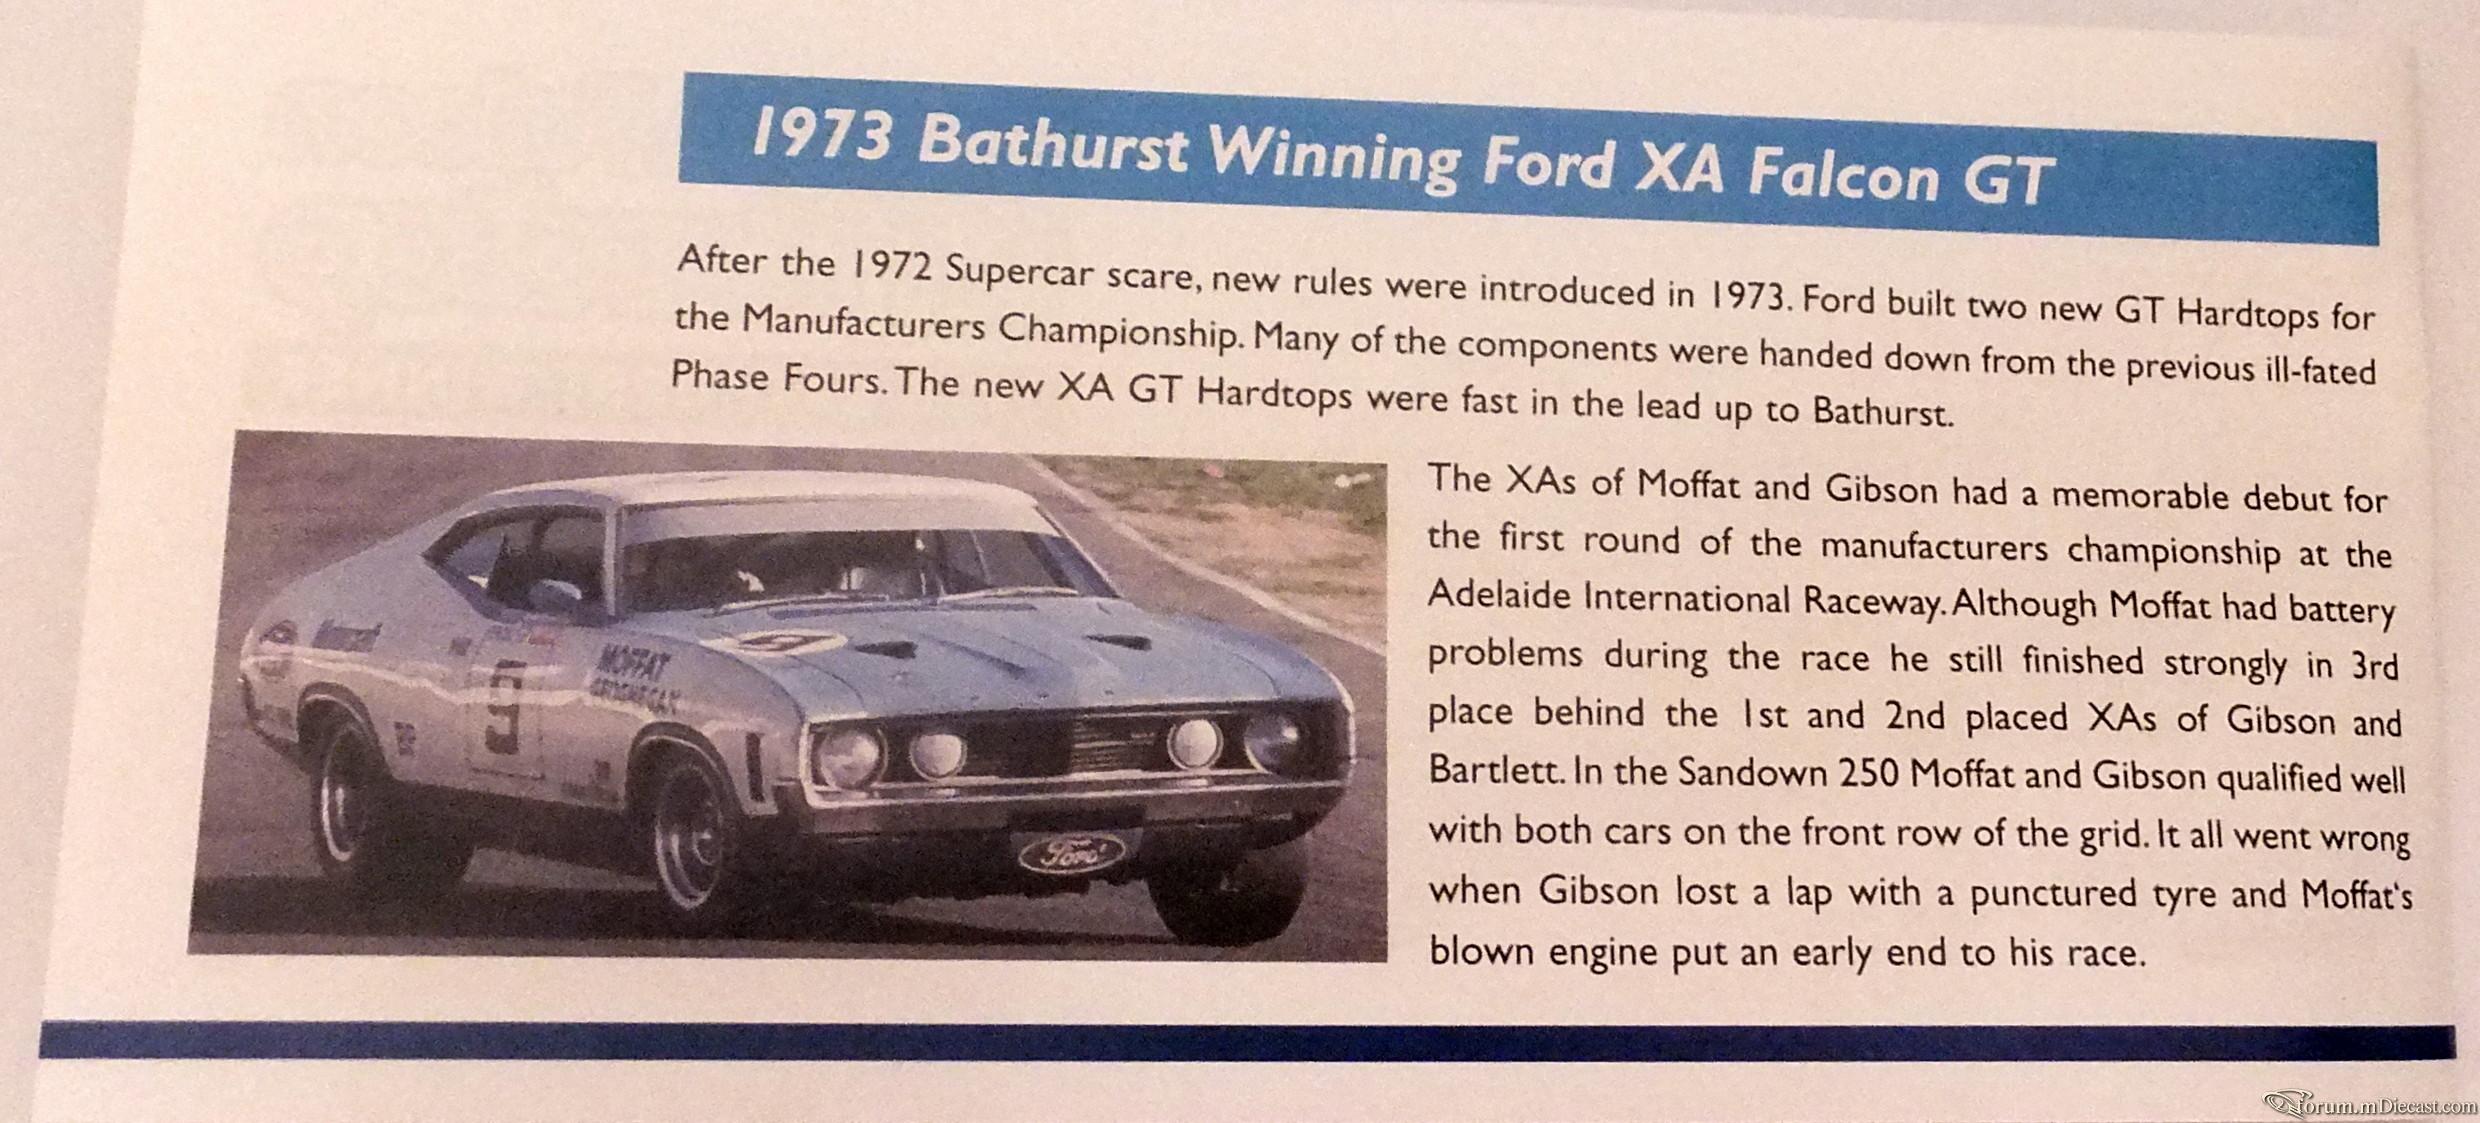 1973 Bathurst Winning Ford XA Falcon GT
After the 1972 Supercar scare, new rules were introduced in 1973. Ford built two new GT Hardtops for
the Manufacturers Championship. Many of the components were handed down from the previous ill-fated
Phase Fours. The new XA GT Hardtops were fast in the lead up to Bathurst.
The XAs of Moffat and Gibson had a memorable debut for
the first round of the manufacturers championship at the
Adelaide International Raceway. Although Moffat had battery
problems during the race he still finished strongly in 3rd
place behind the 1st and 2nd placed XAs of Gibson and
Bartlett. In the Sandown 250 Moffat and Gibson qualified well
with both cars on the front row of the grid. It all went wrong
when Gibson lost a lap with a punctured tyre and Moffat's
blown engine put an early end to his race.
9
MOFFAT
Ford
forum.mDiecast.com